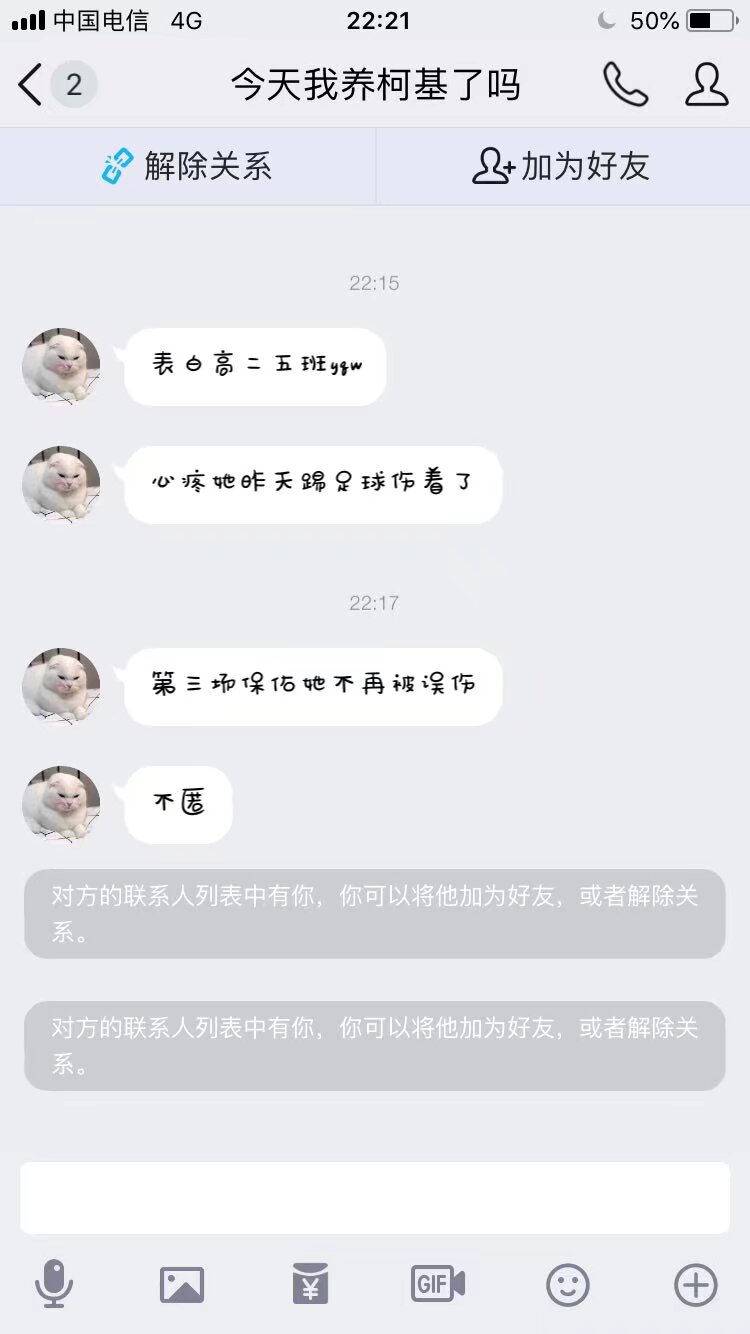 中国电信 4G 22:21 50%
2 今天我养柯基了吗
解除关系 加为好友
22:15
表白高二五班yqw
心疼她昨天踢足球伤着了
22:17
第三场保佑她不再被误伤
不匿
对方的联系人列表中有你，你可以将他加为好友，或者解除关
系。
对方的联系人列表中有你，你可以将他加为好友，或者解除关
系。
¥ GIF